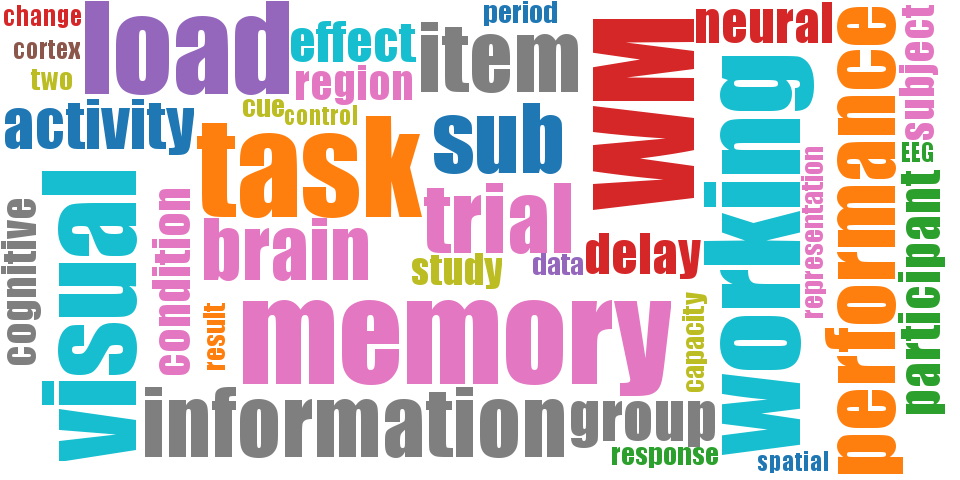 change
load
effect
item
period
WM
neural
performance
subject
cortex
two
region
cue
control
activity
task
sub
working
EEG
cognitive
visual
condition
brain
trial
delay
representation
participant
study
data
result
memory
capacity
information
group
response
spatial